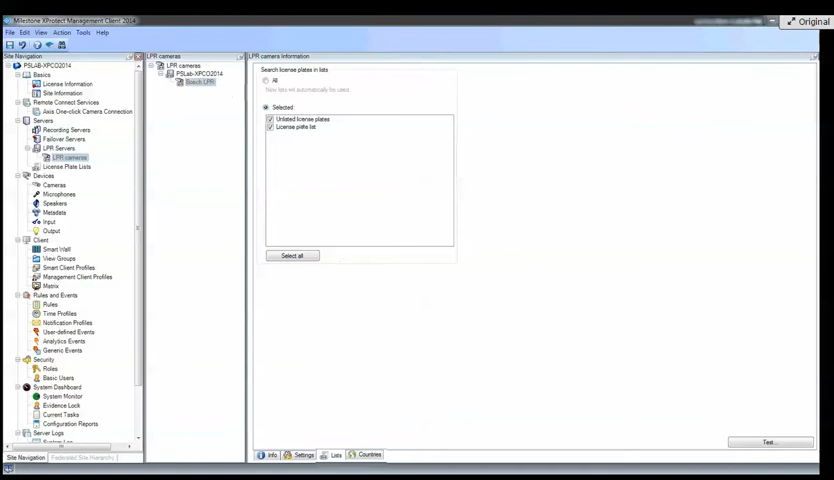 Milestone XProtect Management Client 2014
Original
File Edit View Action Tools Help
Site Navigation
PSLAB-XPCO2014
Basics
License Information
Site Information
Remote Connect Services
Axis One-click Camera Connection
Servers
Recording Servers
Failover Servers
LPR Servers
LPR cameras
License Plate Lists
Devices
Cameras
Microphones
Speakers
Metadata
Input
Output
Client
Smart Wall
View Groups
Smart Client Profiles
Management Client Profiles
Matrix
Rules and Events
Rules
Time Profiles
Notification Profiles
User-defined Events
Analytics Events
Generic Events
Security
Roles
Basic Users
System Dashboard
System Monitor
Evidence Lock
Current Tasks
Configuration Reports
Server Logs
Site Navigation
Federated Site Hierarchy
LPR cameras
LPR cameras
PSLab-XPCO2014
Bosch LPR
LPR camera Information
Search license plates in lists
All
New lists will automatically be used.
Selected
Unlisted license plates
License plate list
Select all
Test...
Info Settings Lists Countries